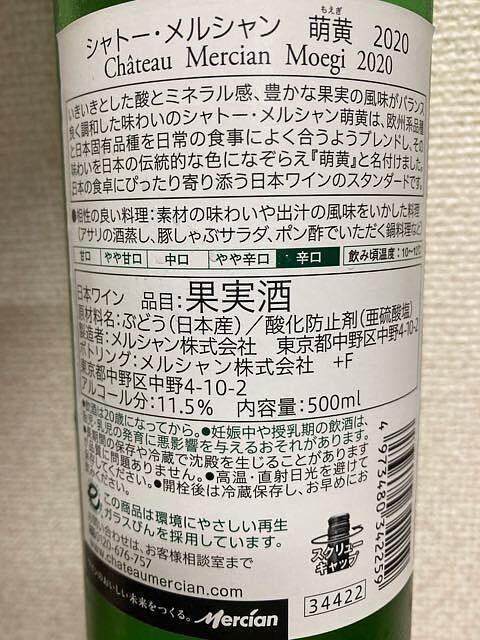 もえぎ
シャトー・メルシャン 萌黄 2020
Château Mercian Moegi 2020
いきいきとした酸とミネラル感、豊かな果実の風味がバランス
良く調和した味わいのシャトー・メルシャン萌黄は、欧州系品種
と日本固有品種を日常の食事によく合うようブレンドし、その
味わいを日本の伝統的な色になぞらえ『萌黄』と名付けました。
日本の食卓にぴったり寄り添う日本ワインのスタンダードです。
●相性の良い料理:素材の味わいや出汁の風味をいかした料理
(アサリの酒蒸し、豚しゃぶサラダ、ポン酢でいただく鍋料理など)
甘口 やや甘口 中口 やや辛口 辛口 飲み頃温度:10~
日本ワイン 品目:果実酒
原材料名:ぶどう(日本産)/酸化防止剤(亜硫酸塩)
製造者:メルシャン株式会社 東京都中野区中野4-10-2
ボトリング:メルシャン株式会社 +F
東京都中野区中野4-10-2
アルコール分:11.5% 内容量:500ml
●飲酒は20歳になってから。●妊娠中や授乳期の飲酒は、
児・乳児の発育に悪影響を与えるおそれがあります。
期間の保存や冷蔵で沈殿を生じることがあります
品質に問題ありません。●高温・直射日光を避けて
●開栓後は冷蔵保存し、お早めにお
この商品は環境にやさしい再生
ガラスびんを採用しています。
問い合わせは、お客様相談室まで
-676-757
w.chateaumercian.com
のおいしい未来をつくる。 Mercian
スクリュー
キャップ
34422
4973480342259